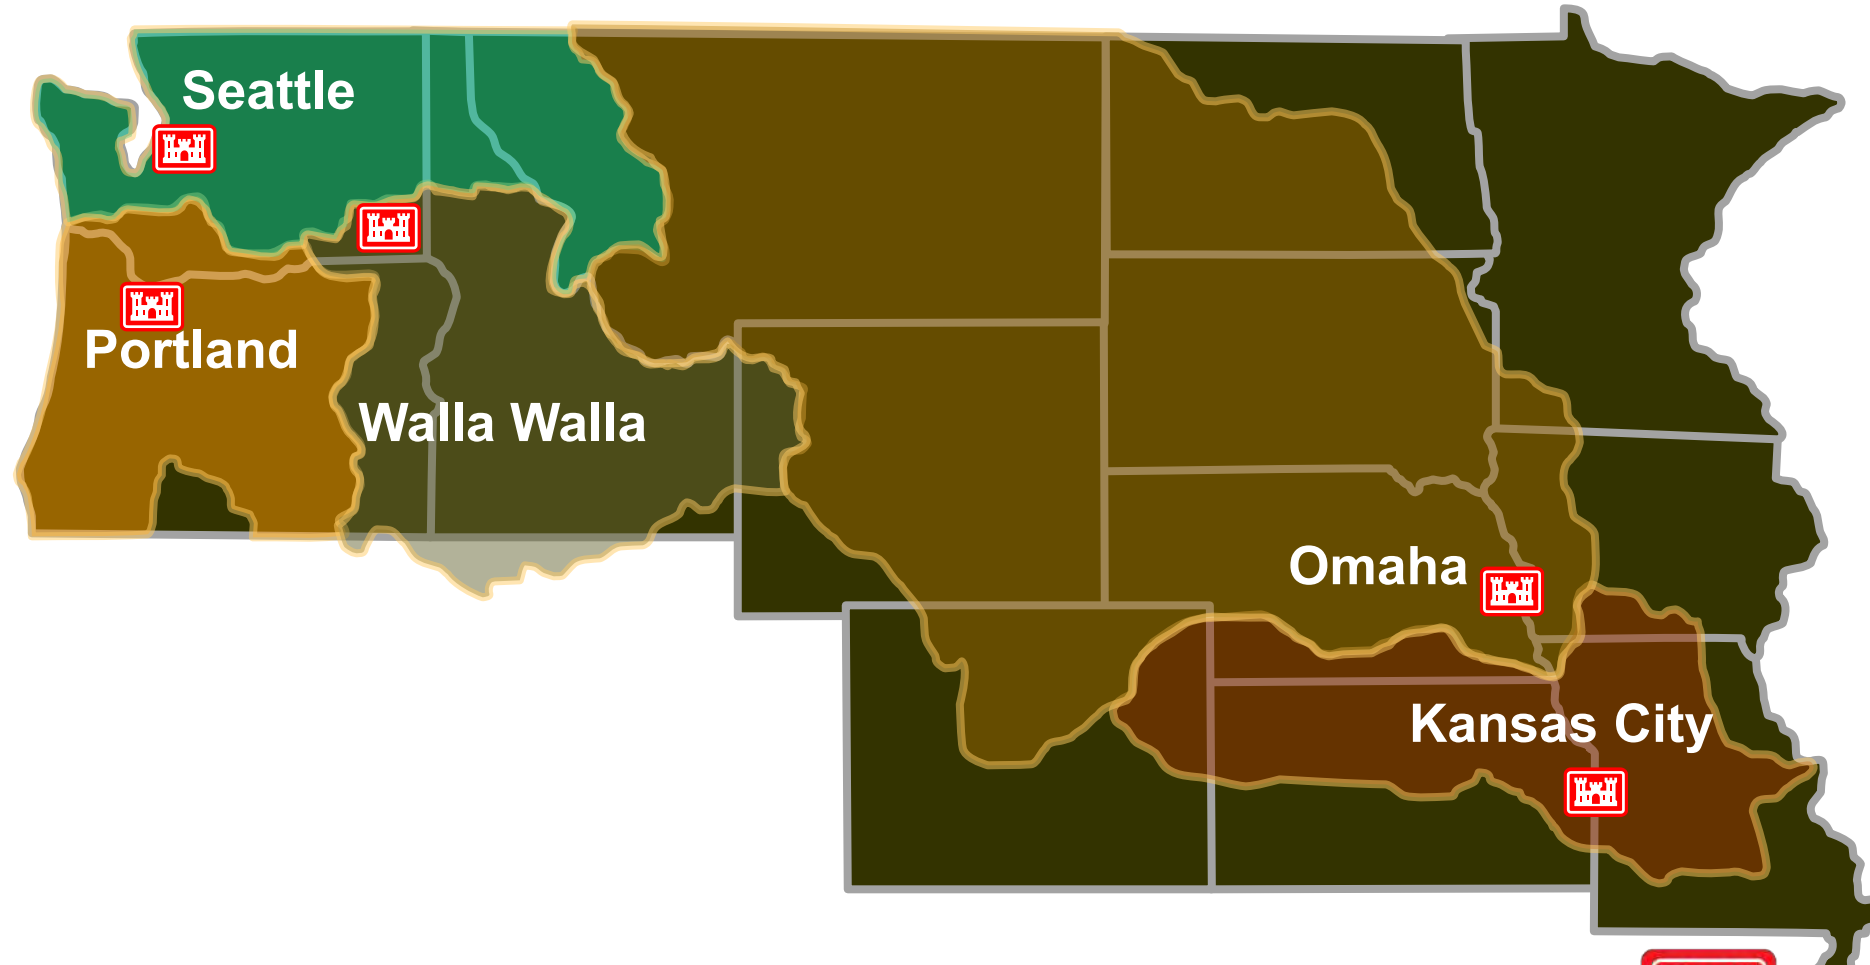 Seattle
Portland
Walla Walla
Omaha
Kansas City